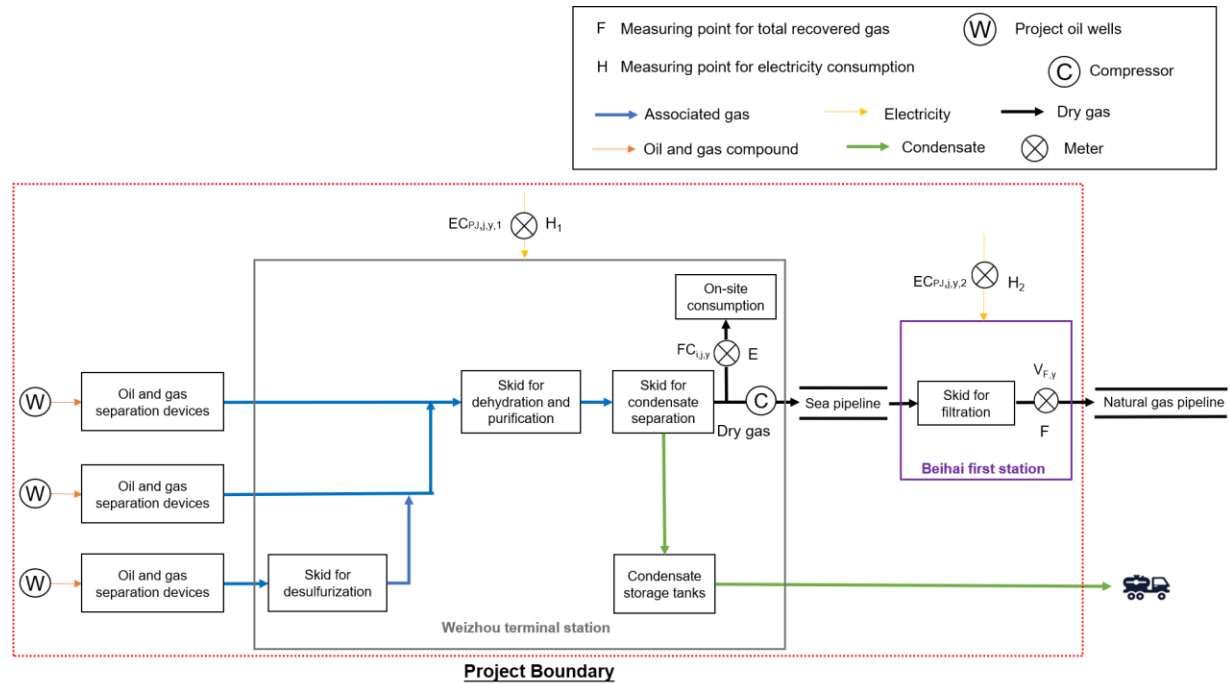 F Measuring point for total recovered gas
W Project oil wells
H Measuring point for electricity consumption
C Compressor
Associated gas
Electricity
Dry gas
Oil and gas compound
Condensate
Meter
ECPJ,j,y,1
H1
ECPJ,j,y,2
H2
On-site
consumption
FCi,j,y
E
W
Oil and gas
separation devices
Skid for
dehydration and
purification
Skid for
condensate
separation
C
Dry gas
Sea pipeline
Skid for
filtration
VF,y
F
Natural gas pipeline
Beihai first station
W
Oil and gas
separation devices
W
Oil and gas
separation devices
Skid for
desulfurization
Condensate
storage tanks
Weizhou terminal station
Project Boundary